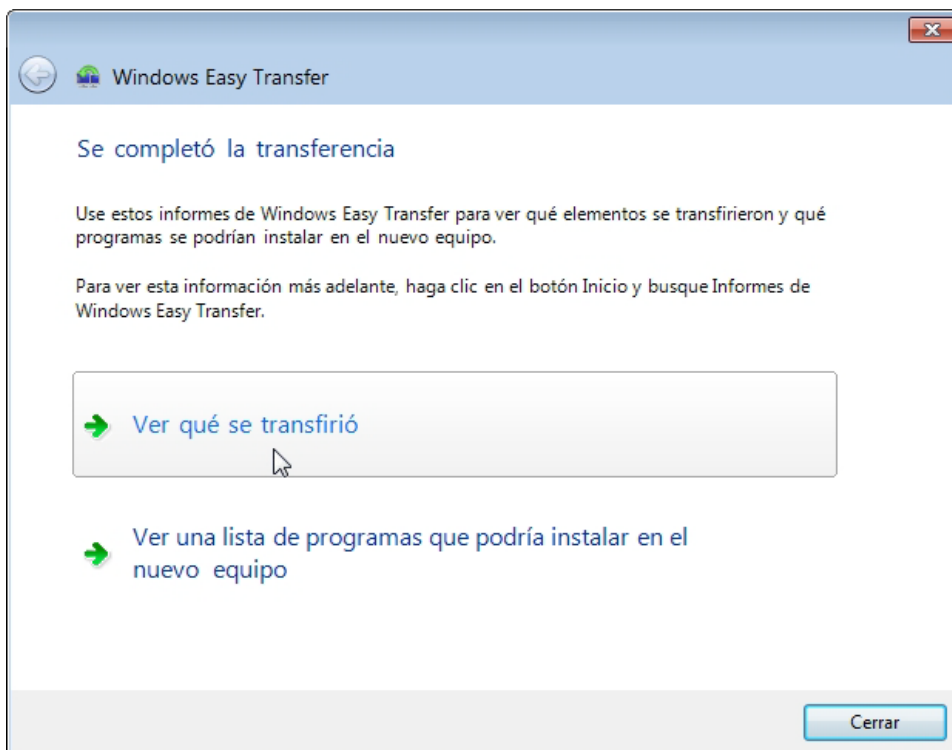 Windows Easy Transfer
Se completó la transferencia
Use estos informes de Windows Easy Transfer para ver qué elementos se transfirieron y qué
programas se podrían instalar en el nuevo equipo.
Para ver esta información más adelante, haga clic en el botón Inicio y busque Informes de
Windows Easy Transfer.
Ver qué se transfirió
Ver una lista de programas que podría instalar en el
nuevo equipo
Cerrar